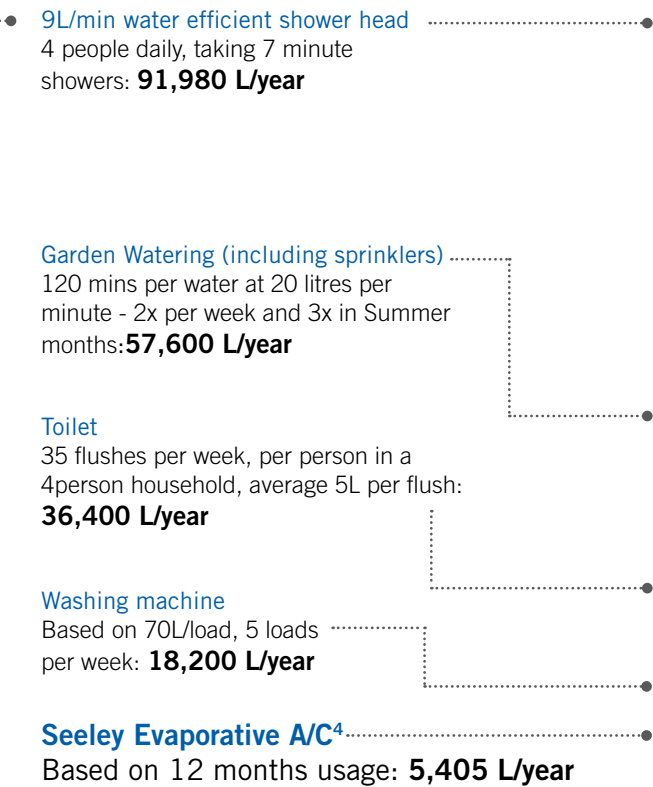 9L/min water efficient shower head
4 people daily, taking 7 minute
showers: 91,980 L/year
Garden Watering (including sprinklers)
120 mins per water at 20 litres per
minute - 2x per week and 3x in Summer
months:57,600 L/year
Toilet
35 flushes per week, per person in a
4person household, average 5L per flush:
36,400 L/year
Washing machine
Based on 70L/load, 5 loads
per week: 18,200 L/year
Seeley Evaporative A/C⁴
Based on 12 months usage: 5,405 L/year